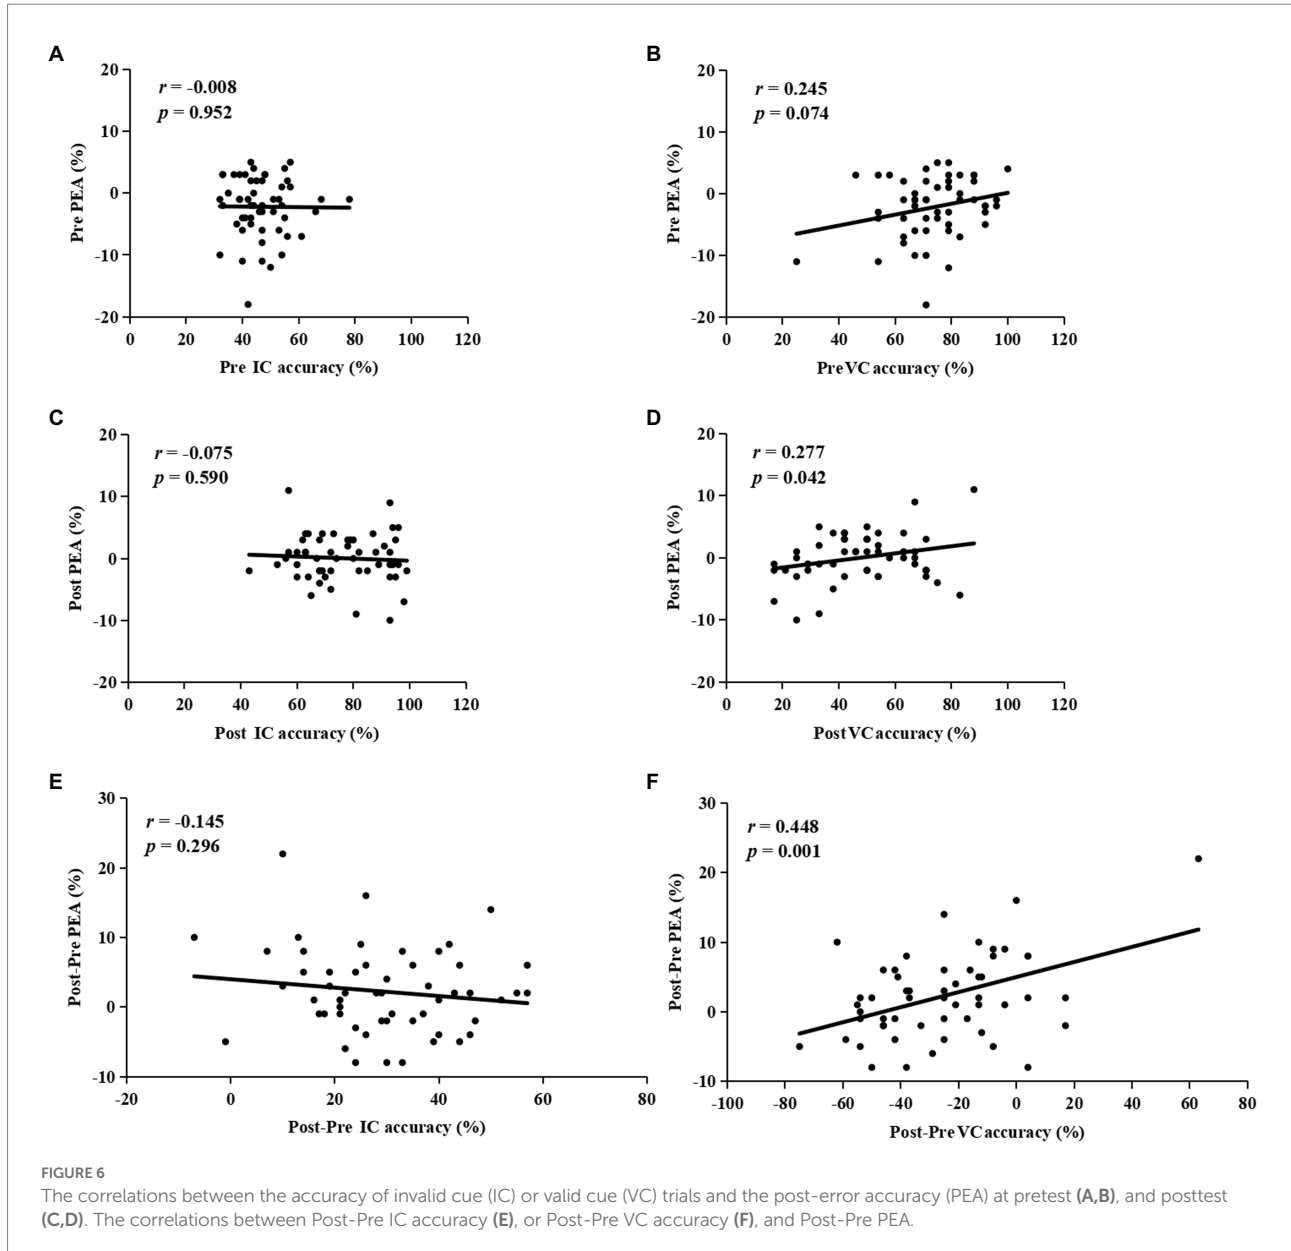 A
r = -0.008
p = 0.952
20
10
0
-10
-20
Pre PEA (%)
0 20 40 60 80 100 120
Pre IC accuracy (%)
B
r = 0.245
p = 0.074
20
10
0
-10
-20
Pre PEA (%)
0 20 40 60 80 100 120
Pre VC accuracy (%)
C
r = -0.075
p = 0.590
20
10
0
-10
-20
Post PEA (%)
0 20 40 60 80 100 120
Post IC accuracy (%)
D
r = 0.277
p = 0.042
20
10
0
-10
-20
Post PEA (%)
0 20 40 60 80 100 120
Post VC accuracy (%)
E
r = -0.145
p = 0.296
30
20
10
0
-10
Post-Pre PEA (%)
-20 0 20 40 60 80
Post-Pre IC accuracy (%)
F
r = 0.448
p = 0.001
30
20
10
0
-10
Post-Pre PEA (%)
-100 -80 -60 -40 -20 0 20 40 60 80
Post-Pre VC accuracy (%)
FIGURE 6
The correlations between the accuracy of invalid cue (IC) or valid cue (VC) trials and the post-error accuracy (PEA) at pretest (A,B), and posttest
(C,D). The correlations between Post-Pre IC accuracy (E), or Post-Pre VC accuracy (F), and Post-Pre PEA.